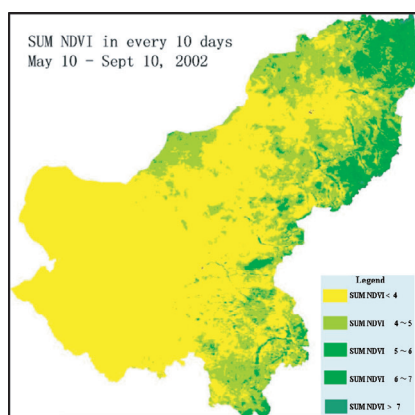 SUM NDVI in every 10 days
May 10 - Sept 10, 2002
Legend
SUM NDVI < 4
SUM NDVI 4~5
SUM NDVI 5~6
SUM NDVI 6~7
SUM NDVI > 7